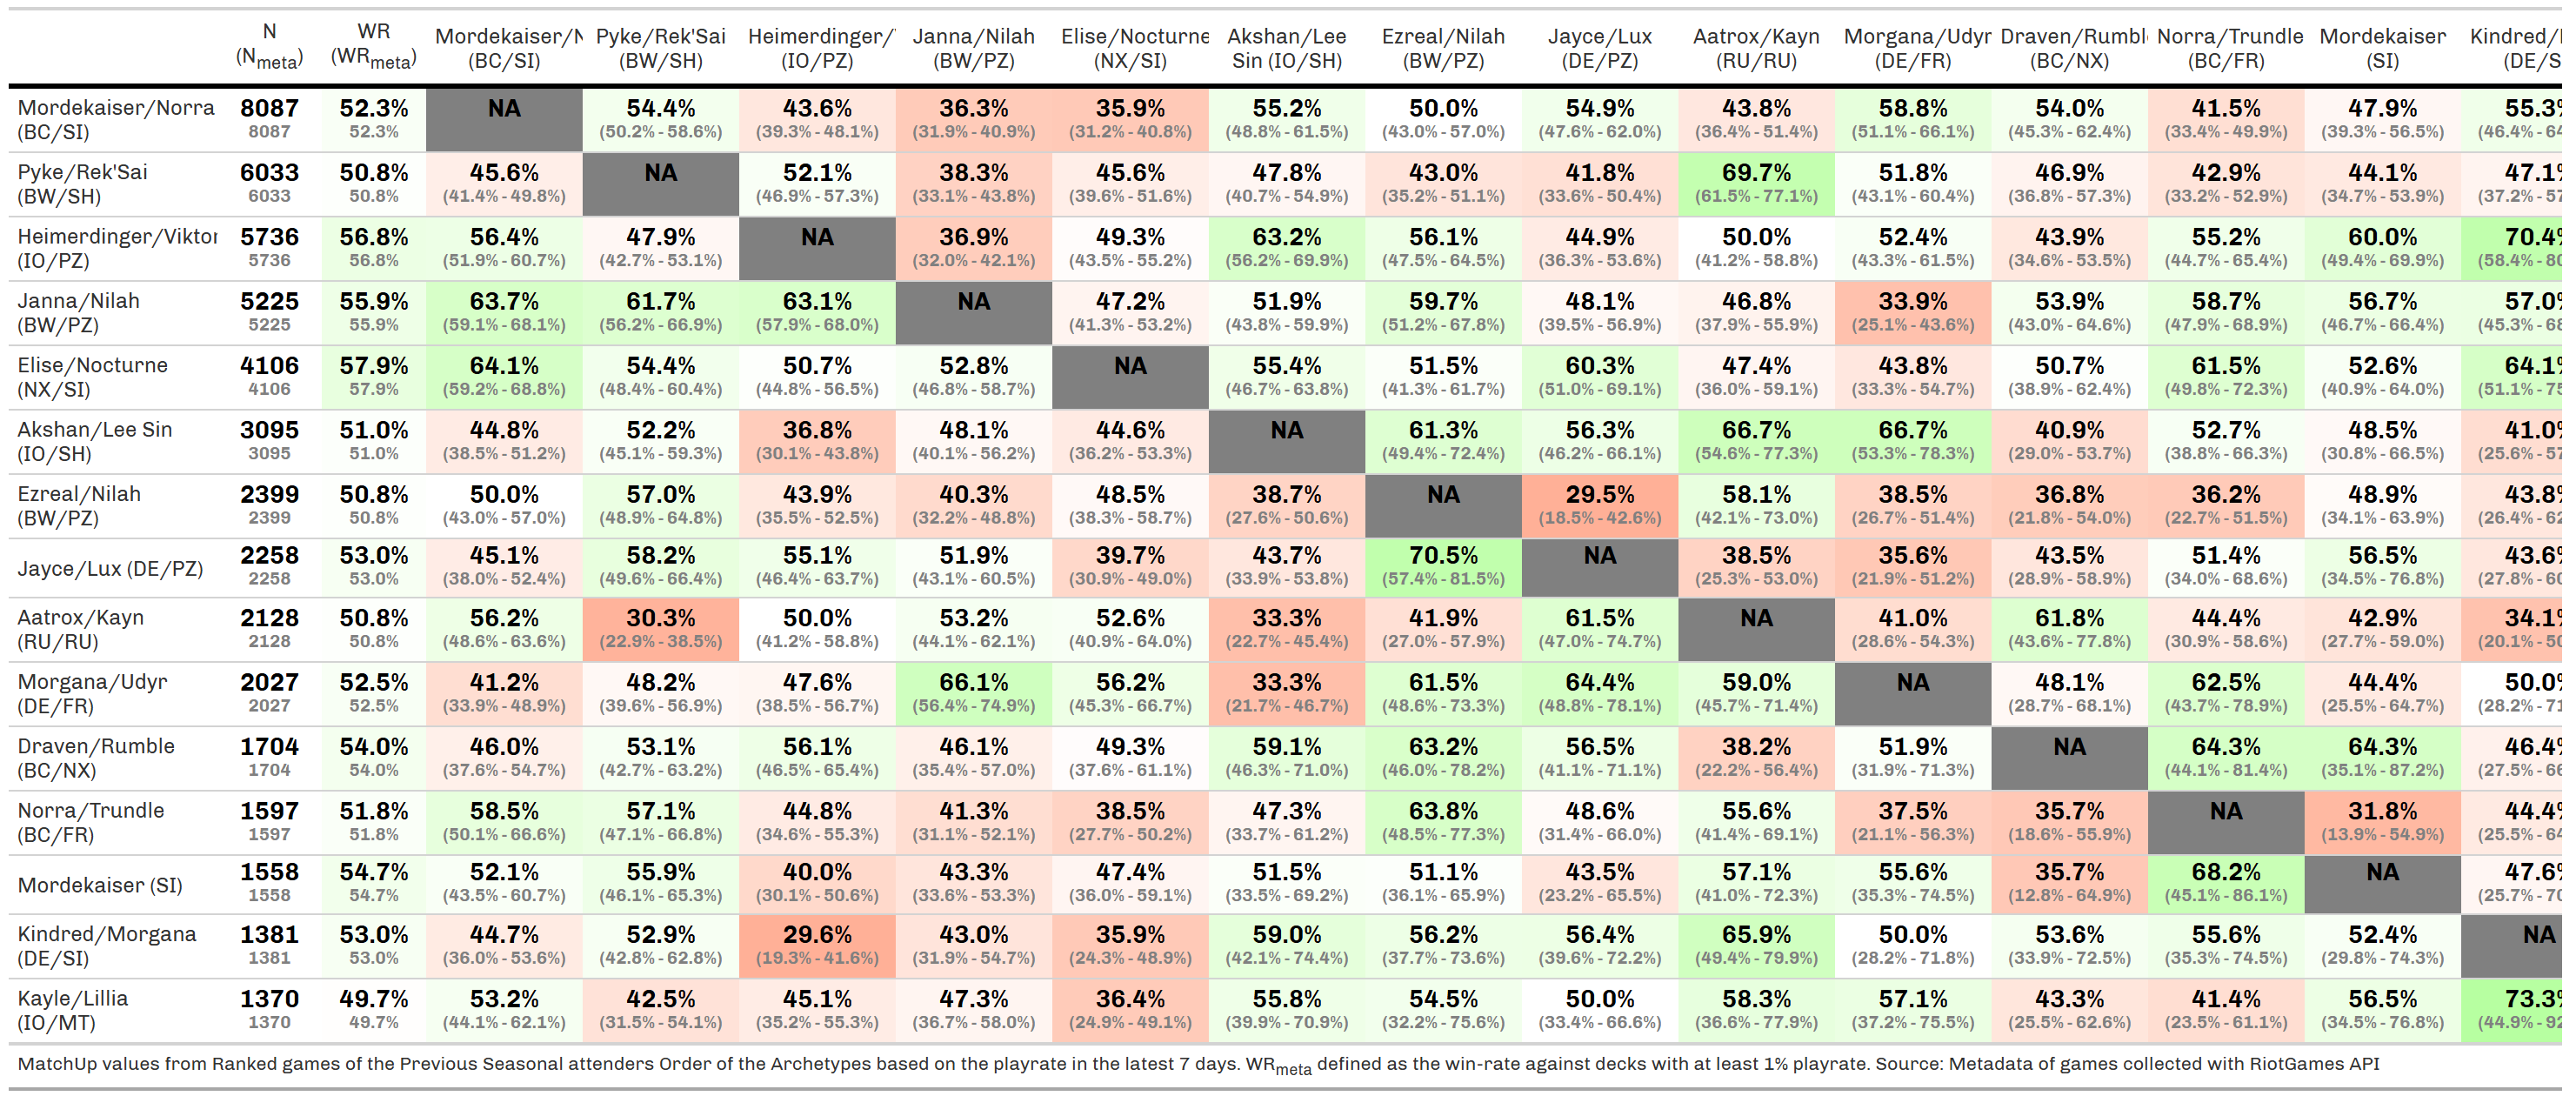 N WR Mordekaiser/N Pyke/Rek'Sai Heimerdinger/ Janna/Nilah Elise/Nocturne Akshan/Lee Ezreal/Nilah Jayce/Lux Aatrox/Kayn Morgana/Udyr Draven/Rumbl Norra/Trundle Mordekaiser Kindred/
(Nmeta) (WRmeta) (BC/SI) (BW/SH) (IO/PZ) (BW/PZ) (NX/SI) Sin (IO/SH) (BW/PZ) (DE/PZ) (RU/RU) (DE/FR) (BC/NX) (BC/FR) (SI) (DE/S
Mordekaiser/Norra 8087 52.3% NA 54.4% 43.6% 36.3% 35.9% 55.2% 50.0% 54.9% 43.8% 58.8% 54.0% 41.5% 47.9% 55.3%
(BC/SI) 8087 52.3% (50.2% - 58.6%) (39.3% - 48.1%) (31.9% - 40.9%) (31.2% - 40.8%) (48.8% - 61.5%) (43.0% - 57.0%) (47.6% - 62.0%) (36.4% - 51.4%) (51.1% - 66.1%) (45.3% - 62.4%) (33.4% - 49.9%) (39.3% - 56.5%) (46.4% - 64
Pyke/Rek'Sai 6033 50.8% 45.6% NA 52.1% 38.3% 45.6% 47.8% 43.0% 41.8% 69.7% 51.8% 46.9% 42.9% 44.1% 47.1%
(BW/SH) 6033 50.8% (41.4% - 49.8%) (46.9% - 57.3%) (33.1% - 43.8%) (39.6% - 51.6%) (40.7% - 54.9%) (35.2% - 51.1%) (33.6% - 50.4%) (61.5% - 77.1%) (43.1% - 60.4%) (36.8% - 57.3%) (33.2% - 52.9%) (34.7% - 53.9%) (37.2% - 57
Heimerdinger/Viktor 5736 56.8% 56.4% 47.9% NA 36.9% 49.3% 63.2% 56.1% 44.9% 50.0% 52.4% 43.9% 55.2% 60.0% 70.4%
(IO/PZ) 5736 56.8% (51.9% - 60.7%) (42.7% - 53.1%) (32.0% - 42.1%) (43.5% - 55.2%) (56.2% - 69.9%) (47.5% - 64.5%) (36.3% - 53.6%) (41.2% - 58.8%) (43.3% - 61.5%) (34.6% - 53.5%) (44.7% - 65.4%) (49.4% - 69.9%) (58.4% - 80
Janna/Nilah 5225 55.9% 63.7% 61.7% 63.1% NA 47.2% 51.9% 59.7% 48.1% 46.8% 33.9% 53.9% 58.7% 56.7% 57.0%
(BW/PZ) 5225 55.9% (59.1% - 68.1%) (56.2% - 66.9%) (57.9% - 68.0%) (41.3% - 53.2%) (43.8% - 59.9%) (51.2% - 67.8%) (39.5% - 56.9%) (37.9% - 55.9%) (25.1% - 43.6%) (43.0% - 64.6%) (47.9% - 68.9%) (46.7% - 66.4%) (45.3% - 68
Elise/Nocturne 4106 57.9% 64.1% 54.4% 50.7% 52.8% NA 55.4% 51.5% 60.3% 47.4% 43.8% 50.7% 61.5% 52.6% 64.1%
(NX/SI) 4106 57.9% (59.2% - 68.8%) (48.4% - 60.4%) (44.8% - 56.5%) (46.8% - 58.7%) (46.7% - 63.8%) (41.3% - 61.7%) (51.0% - 69.1%) (36.0% - 59.1%) (33.3% - 54.7%) (38.9% - 62.4%) (49.8% - 72.3%) (40.9% - 64.0%) (51.1% - 75
Akshan/Lee Sin 3095 51.0% 44.8% 52.2% 36.8% 48.1% 44.6% NA 61.3% 56.3% 66.7% 66.7% 40.9% 52.7% 48.5% 41.0%
(IO/SH) 3095 51.0% (38.5% - 51.2%) (45.1% - 59.3%) (30.1% - 43.8%) (40.1% - 56.2%) (36.2% - 53.3%) (49.4% - 72.4%) (46.2% - 66.1%) (54.6% - 77.3%) (53.3% - 78.3%) (29.0% - 53.7%) (38.8% - 66.3%) (30.8% - 66.5%) (25.6% - 57
Ezreal/Nilah 2399 50.8% 50.0% 57.0% 43.9% 40.3% 48.5% 38.7% NA 29.5% 58.1% 38.5% 36.8% 36.2% 48.9% 43.8%
(BW/PZ) 2399 50.8% (43.0% - 57.0%) (48.9% - 64.8%) (35.5% - 52.5%) (32.2% - 48.8%) (38.3% - 58.7%) (27.6% - 50.6%) (18.5% - 42.6%) (42.1% - 73.0%) (26.7% - 51.4%) (21.8% - 54.0%) (22.7% - 51.5%) (34.1% - 63.9%) (26.4% - 62
Jayce/Lux (DE/PZ) 2258 53.0% 45.1% 58.2% 55.1% 51.9% 39.7% 43.7% 70.5% NA 38.5% 35.6% 43.5% 51.4% 56.5% 43.6%
2258 53.0% (38.0% - 52.4%) (49.6% - 66.4%) (46.4% - 63.7%) (43.1% - 60.5%) (30.9% - 49.0%) (33.9% - 53.8%) (57.4% - 81.5%) (25.3% - 53.0%) (21.9% - 51.2%) (28.9% - 58.9%) (34.0% - 68.6%) (34.5% - 76.8%) (27.8% - 60
Aatrox/Kayn 2128 50.8% 56.2% 30.3% 50.0% 53.2% 52.6% 33.3% 41.9% 61.5% NA 41.0% 61.8% 44.4% 42.9% 34.1%
(RU/RU) 2128 50.8% (48.6% - 63.6%) (22.9% - 38.5%) (41.2% - 58.8%) (44.1% - 62.1%) (40.9% - 64.0%) (22.7% - 45.4%) (27.0% - 57.9%) (47.0% - 74.7%) (28.6% - 54.3%) (43.6% - 77.8%) (30.9% - 58.6%) (27.7% - 59.0%) (20.1% - 50
Morgana/Udyr 2027 52.5% 41.2% 48.2% 47.6% 66.1% 56.2% 33.3% 61.5% 64.4% 59.0% NA 48.1% 62.5% 44.4% 50.0%
(DE/FR) 2027 52.5% (33.9% - 48.9%) (39.6% - 56.9%) (38.5% - 56.7%) (56.4% - 74.9%) (45.3% - 66.7%) (21.7% - 46.7%) (48.6% - 73.3%) (48.8% - 78.1%) (45.7% - 71.4%) (28.7% - 68.1%) (43.7% - 78.9%) (25.5% - 64.7%) (28.2% - 71
Draven/Rumble 1704 54.0% 46.0% 53.1% 56.1% 46.1% 49.3% 59.1% 63.2% 56.5% 38.2% 51.9% NA 64.3% 64.3% 46.4%
(BC/NX) 1704 54.0% (37.6% - 54.7%) (42.7% - 63.2%) (46.5% - 65.4%) (35.4% - 57.0%) (37.6% - 61.1%) (46.3% - 71.0%) (46.0% - 78.2%) (41.1% - 71.1%) (22.2% - 56.4%) (31.9% - 71.3%) (44.1% - 81.4%) (35.1% - 87.2%) (27.5% - 66
Norra/Trundle 1597 51.8% 58.5% 57.1% 44.8% 41.3% 38.5% 47.3% 63.8% 48.6% 55.6% 37.5% 35.7% NA 31.8% 44.4%
(BC/FR) 1597 51.8% (50.1% - 66.6%) (47.1% - 66.8%) (34.6% - 55.3%) (31.1% - 52.1%) (27.7% - 50.2%) (33.7% - 61.2%) (48.5% - 77.3%) (31.4% - 66.0%) (41.4% - 69.1%) (21.1% - 56.3%) (18.6% - 55.9%) (13.9% - 54.9%) (25.5% - 64
Mordekaiser (SI) 1558 54.7% 52.1% 55.9% 40.0% 43.3% 47.4% 51.5% 51.1% 43.5% 57.1% 55.6% 35.7% 68.2% NA 47.6%
1558 54.7% (43.5% - 60.7%) (46.1% - 65.3%) (30.1% - 50.6%) (33.6% - 53.3%) (36.0% - 59.1%) (33.5% - 69.2%) (36.1% - 65.9%) (23.2% - 65.5%) (41.0% - 72.3%) (35.3% - 74.5%) (12.8% - 64.9%) (45.1% - 86.1%) (25.7% - 70
Kindred/Morgana 1381 53.0% 44.7% 52.9% 29.6% 43.0% 35.9% 59.0% 56.2% 56.4% 65.9% 50.0% 53.6% 55.6% 52.4% NA
(DE/SI) 1381 53.0% (36.0% - 53.6%) (42.8% - 62.8%) (19.3% - 41.6%) (31.9% - 54.7%) (24.3% - 48.9%) (42.1% - 74.4%) (37.7% - 73.6%) (39.6% - 72.2%) (49.4% - 79.9%) (28.2% - 71.8%) (33.9% - 72.5%) (35.3% - 74.5%) (29.8% - 74.3%)
Kayle/Lillia 1370 49.7% 53.2% 42.5% 45.1% 47.3% 36.4% 55.8% 54.5% 50.0% 58.3% 57.1% 43.3% 41.4% 56.5% 73.3%
(IO/MT) 1370 49.7% (44.1% - 62.1%) (31.5% - 54.1%) (35.2% - 55.3%) (36.7% - 58.0%) (24.9% - 49.1%) (39.9% - 70.9%) (32.2% - 75.6%) (33.4% - 66.6%) (36.6% - 77.9%) (37.2% - 75.5%) (25.5% - 62.6%) (23.5% - 61.1%) (34.5% - 76.8%) (44.9% - 92
MatchUp values from Ranked games of the Previous Seasonal attenders Order of the Archetypes based on the playrate in the latest 7 days. WRmeta defined as the win-rate against decks with at least 1% playrate. Source: Metadata of games collected with RiotGames API